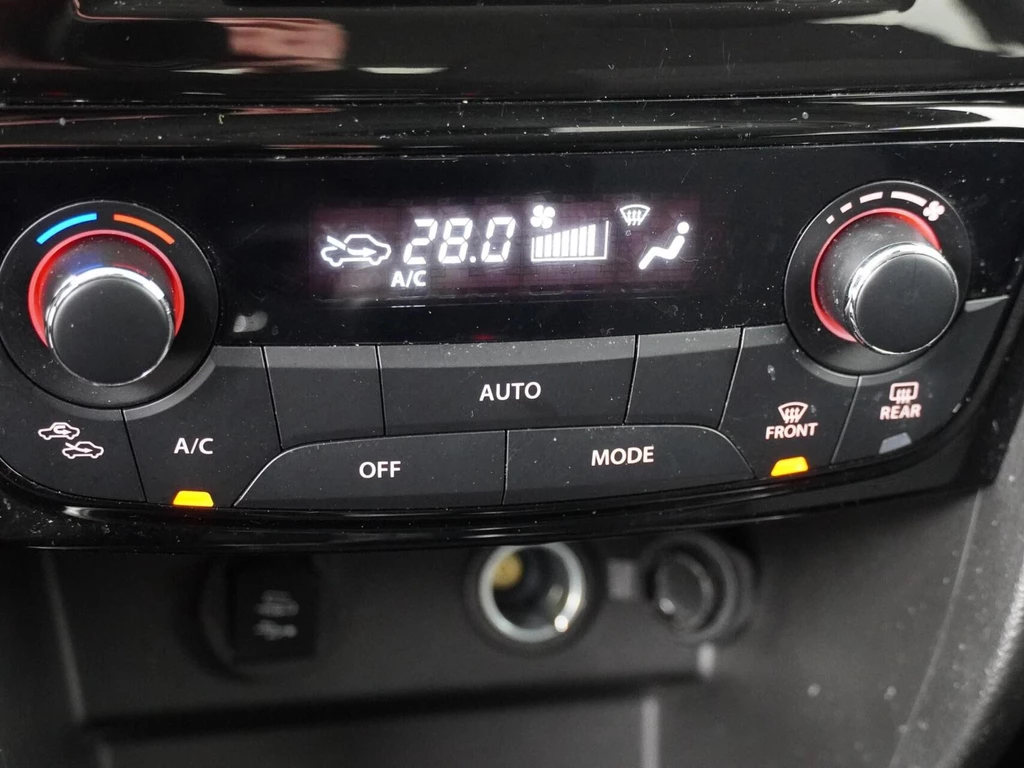 28.0
A/C
AUTO
A/C
OFF
MODE
FRONT
REAR